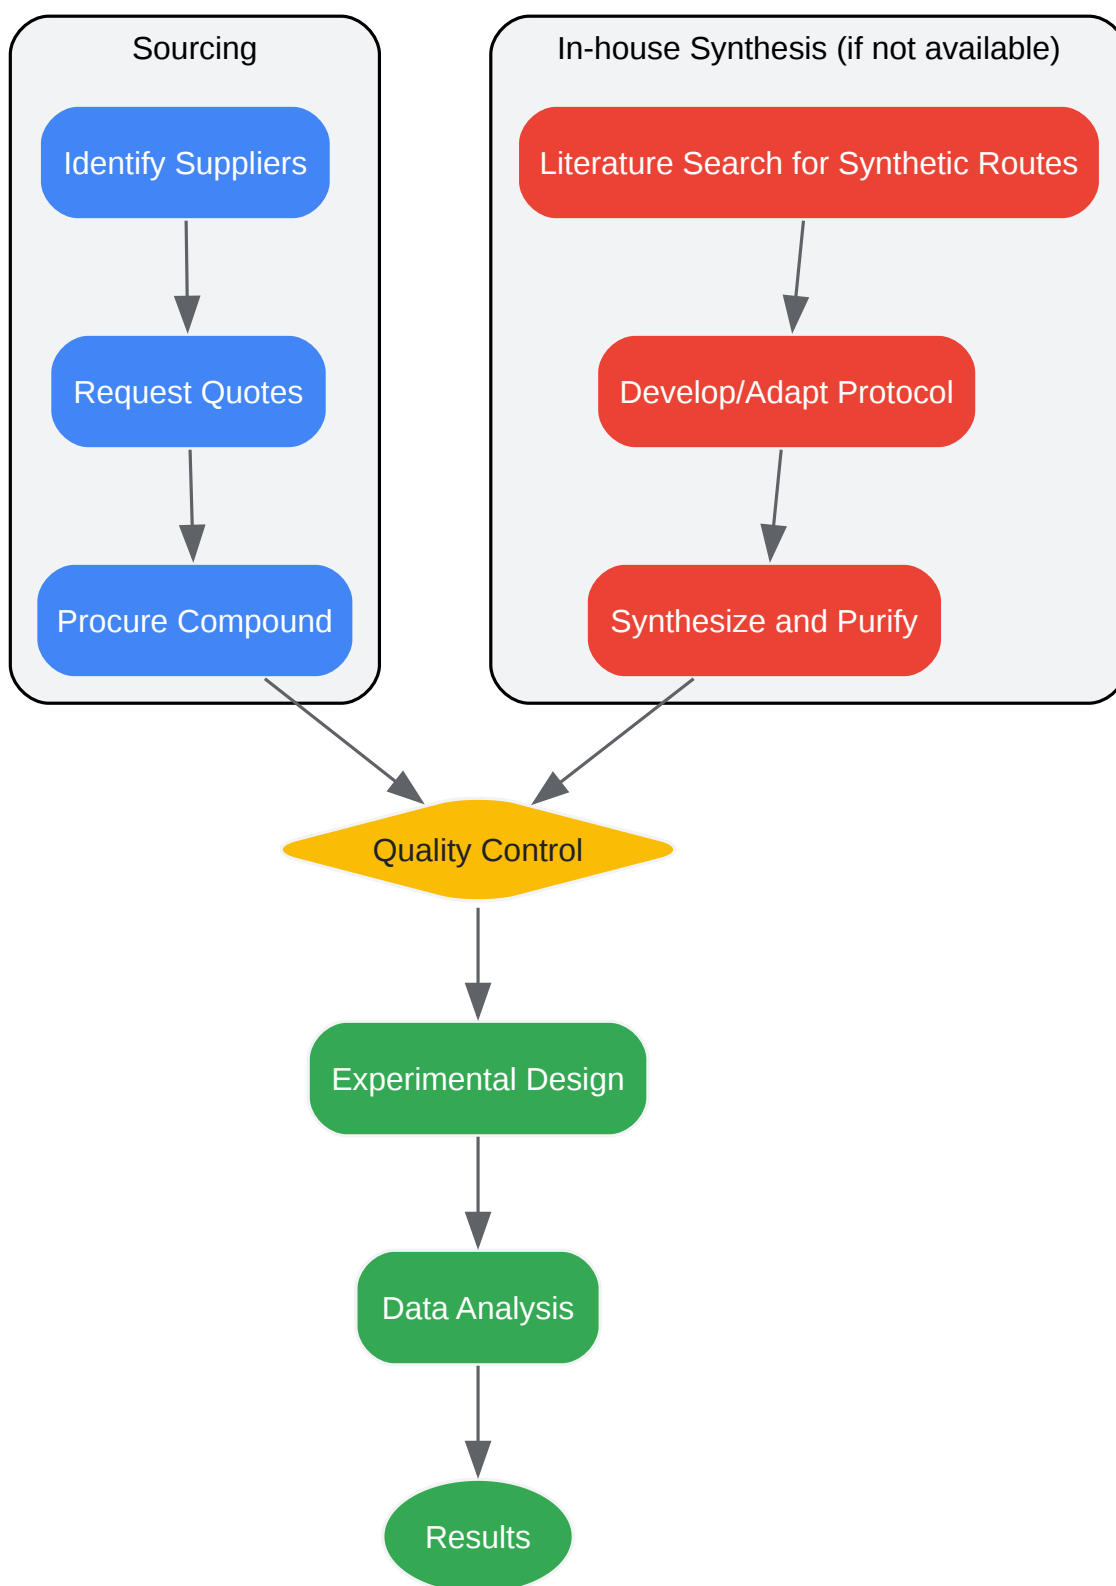 Sourcing
Identify Suppliers
Request Quotes
Procure Compound
In-house Synthesis (if not available)
Literature Search for Synthetic Routes
Develop/Adapt Protocol
Synthesize and Purify
Quality Control
Experimental Design
Data Analysis
Results